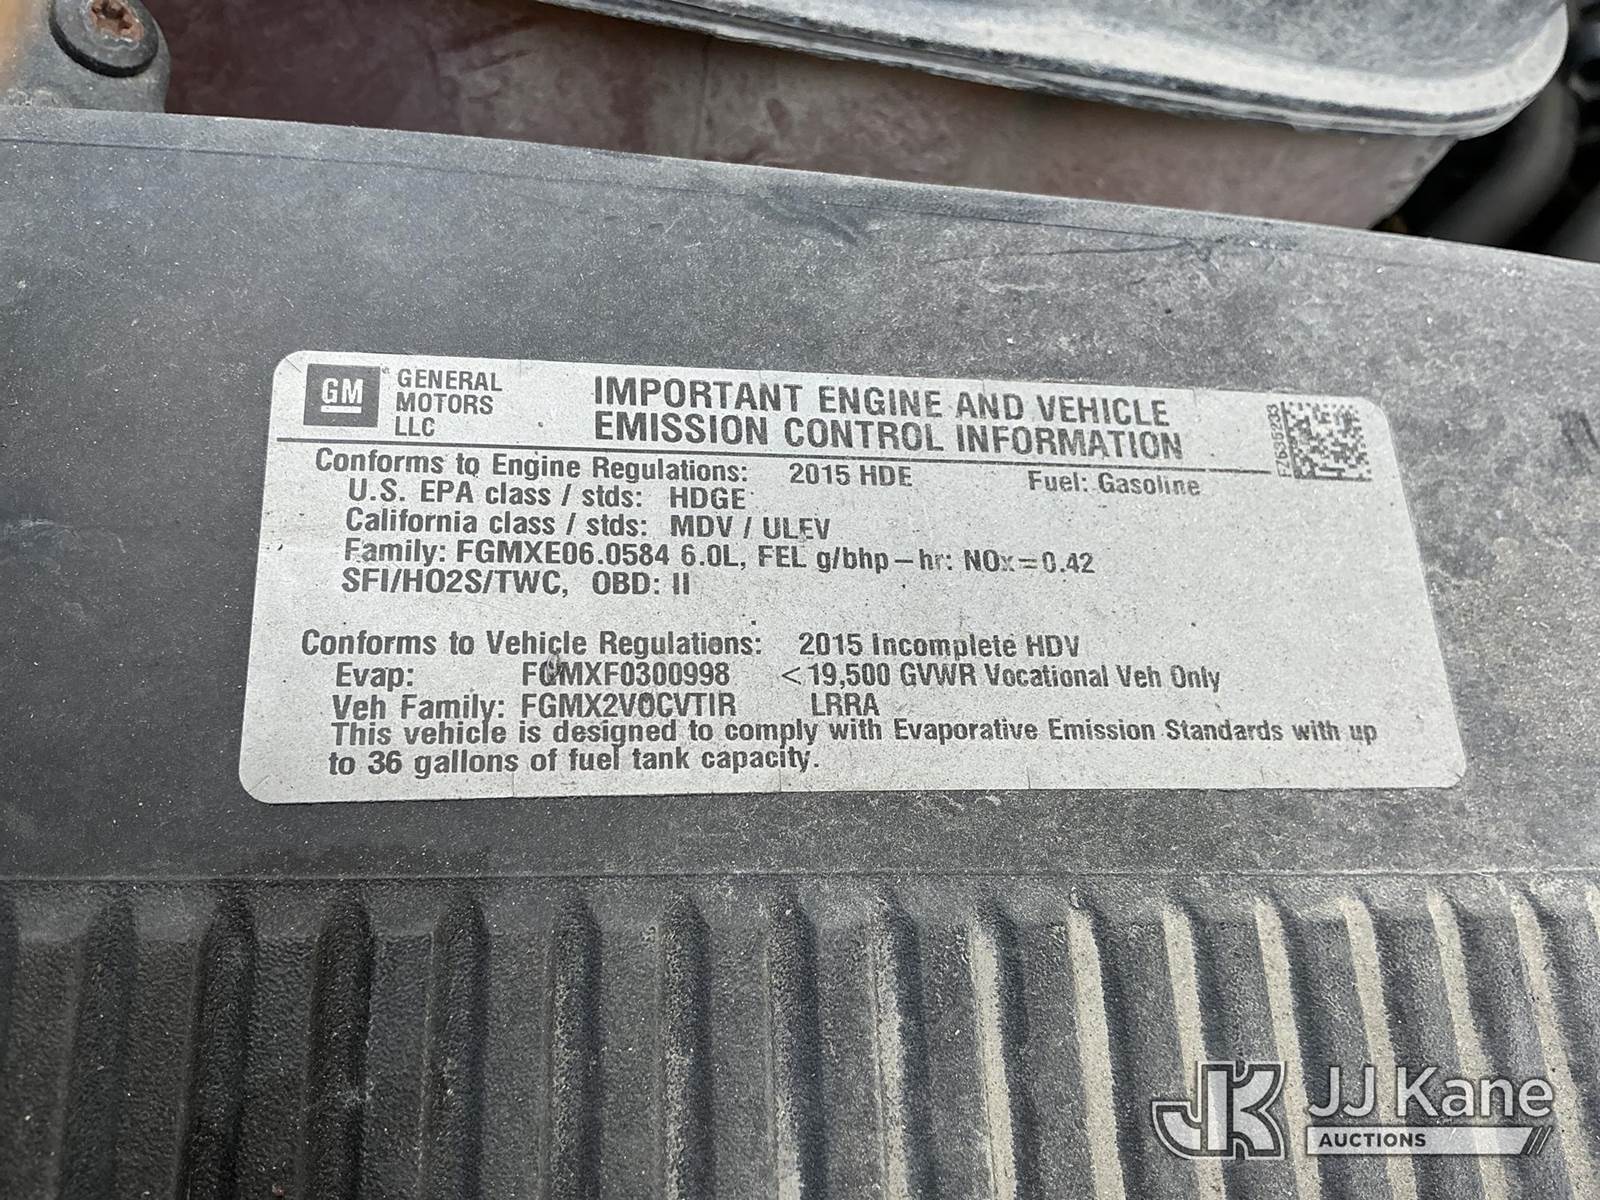 GM
GENERAL
MOTORS
LLC
IMPORTANT ENGINE AND VEHICLE
EMISSION CONTROL INFORMATION
Conforms to Engine Regulations: 2015 HDE Fuel: Gasoline
U.S. EPA class / stds: HDGE
California class / stds: MDV / ULEV
Family: FGMXE06.0584 6.0L, FEL g/bhp-hr: NOx=0.42
SFI/HO2S/TWC, OBD: II
Conforms to Vehicle Regulations: 2015 Incomplete HDV
Evap: FGMXF0300998 <19,500 GVWR Vocational Veh Only
Veh Family: FGMX2VOCVTIR LRRA
This vehicle is designed to comply with Evaporative Emission Standards with up
to 36 gallons of fuel tank capacity.
JK JJ Kane
AUCTIONS